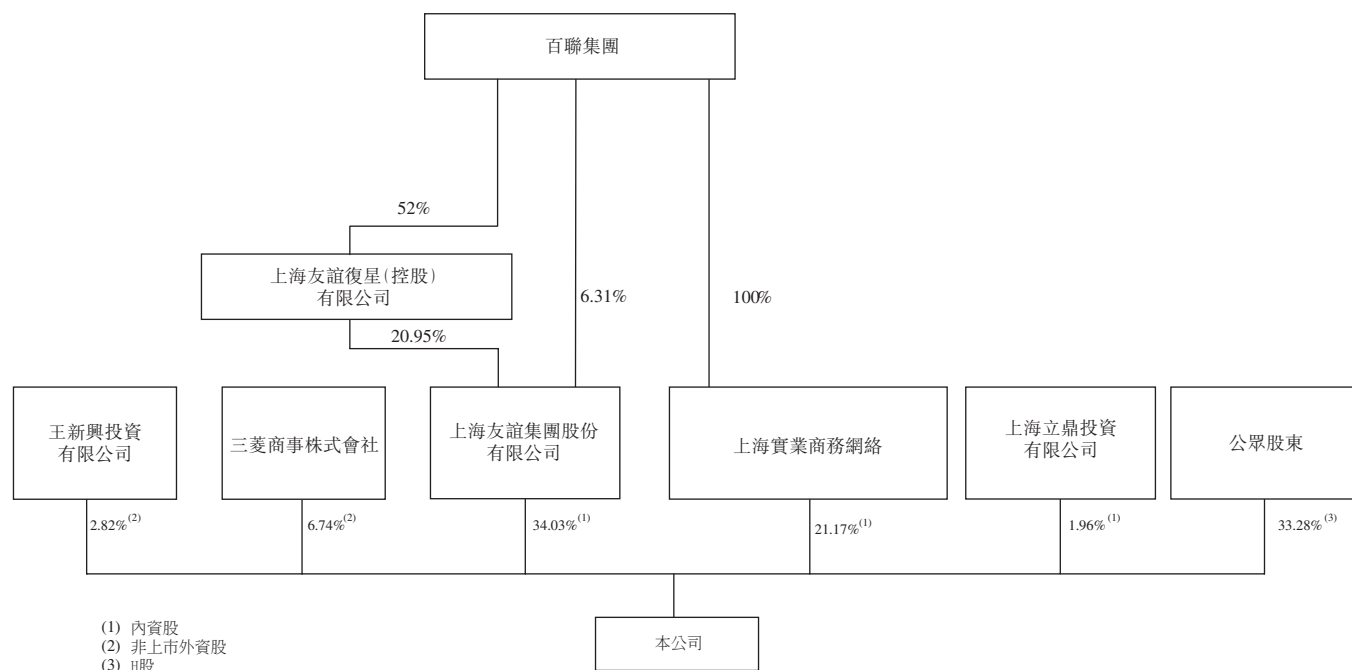 百聯集團
52%
上海友誼復星(控股)
有限公司
6.31%
100%
20.95%
王新興投資
有限公司
三菱商事株式會社
上海友誼集團股份
有限公司
上海實業商務網絡
上海立鼎投資
有限公司
公眾股東
2.82%(2)
6.74%(2)
34.03%(1)
21.17%(1)
1.96%(1)
33.28%(3)
本公司
(1) 內資股
(2) 非上市外資股
(3) H股